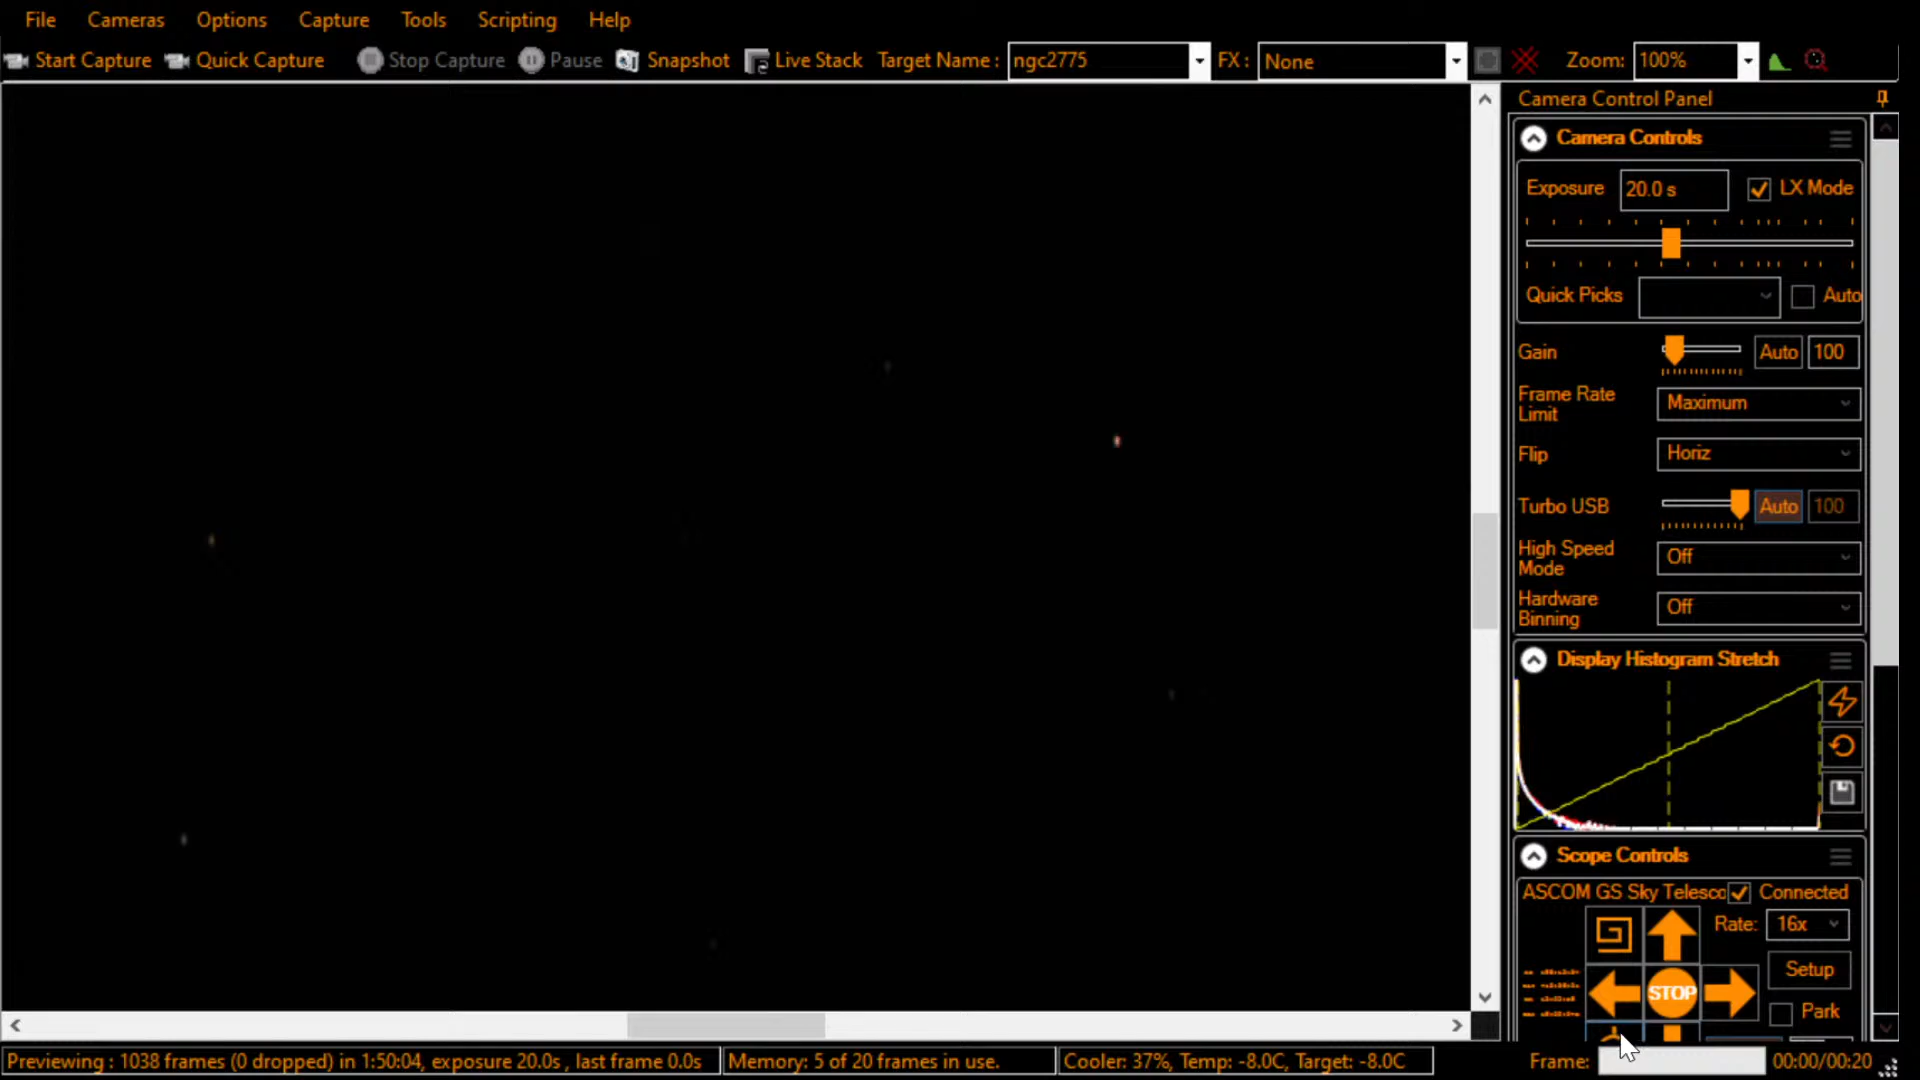 File Cameras Options Capture Tools Scripting Help
Start Capture Quick Capture Stop Capture Pause Snapshot Live Stack Target Name : ngc2775 FX : None Zoom: 100%
Camera Control Panel
Camera Controls
Exposure 20.0 s LX Mode
Quick Picks Auto
Gain Auto 100
Frame Rate Limit Maximum
Flip Horiz
Turbo USB Auto 100
High Speed Mode Off
Hardware Binning Off
Display Histogram Stretch
Scope Controls
ASCOM GS Sky Telesco Connected
Rate: 16x
Setup
STOP
Park
Previewing : 1038 frames (0 dropped) in 1:50:04, exposure 20.0s , last frame 0.0s Memory: 5 of 20 frames in use. Cooler: 37%, Temp: -8.0C, Target: -8.0C Frame: 00:00/00:20